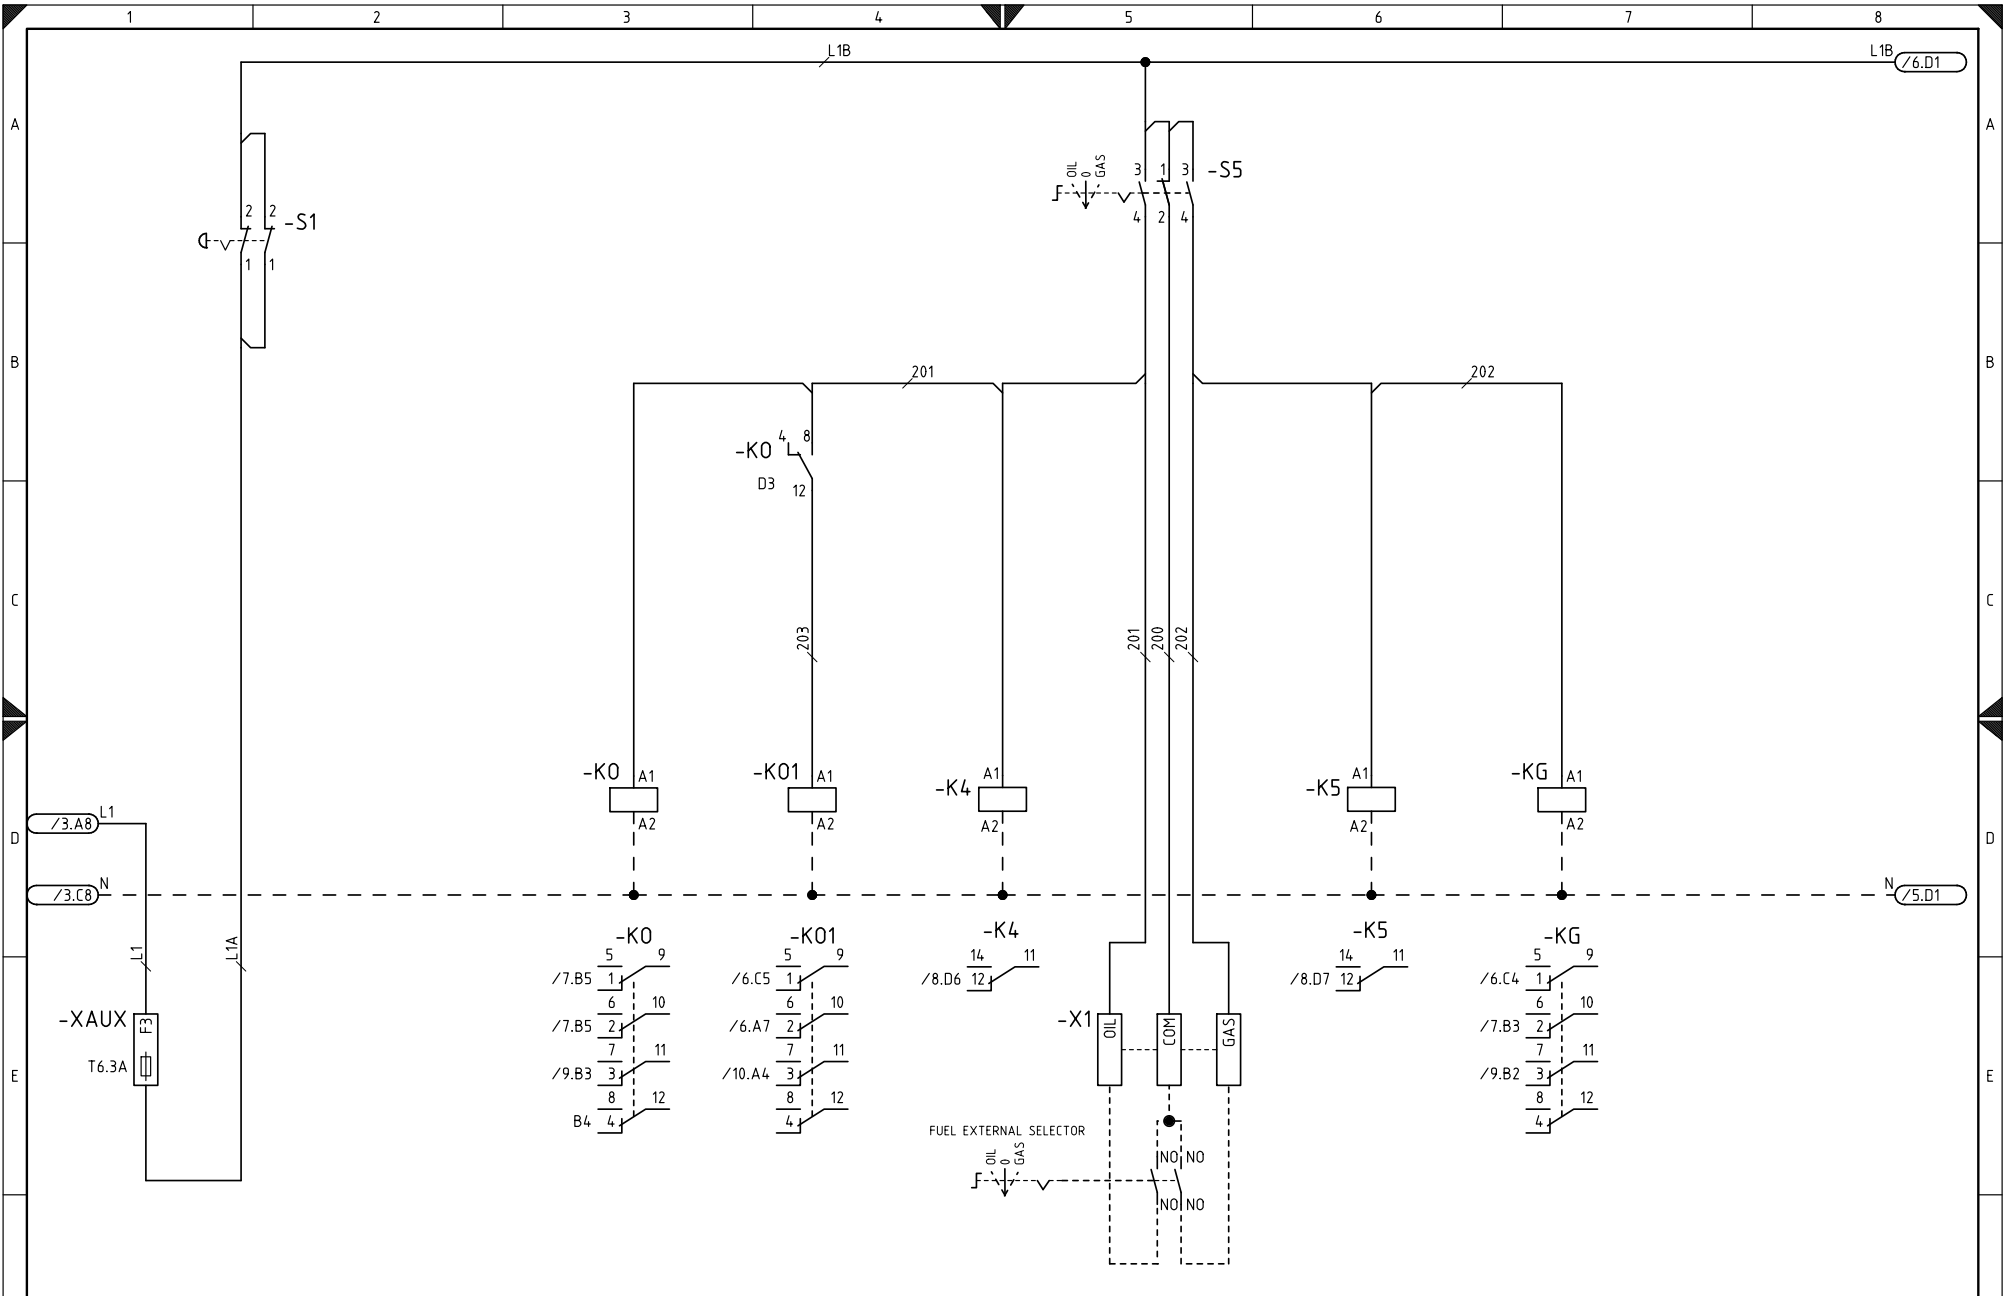 1 2 3 4 5 6 7 8
L1B L1B /6.D1
A A
OIL 0 GAS 3 1 3 -S5
4 2 4
2 2 -S1
1 1
B B
201 202
-KO 4 8
D3 12
C C
203 201 200 202
-KO A1 -KO1 A1 -K4 A1 -K5 A1 -KG A1
A2 A2 A2 A2 A2
/3.A8 L1
D D
/3.C8 N N /5.D1
L1 L1A
-KO -KO1 -K4 -K5 -KG
5 9 5 9 14 11 14 11 5 9
/7.B5 1 /6.C5 1 /8.D6 12 /8.D7 12 /6.C4 1
6 10 6 10 6 10
/7.B5 2 /6.A7 2 /7.B3 2
7 11 7 11 7 11
/9.B3 3 /10.A4 3 /9.B2 3
8 12 8 12 8 12
B4 4 4 4
-XAUX F3
T6.3A
-X1 OIL COM GAS
E E
FUEL EXTERNAL SELECTOR
OIL 0 GAS
NO NO
NO NO